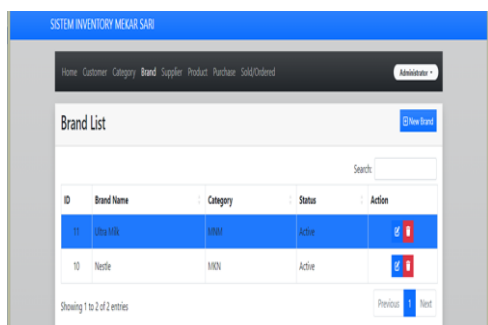 SISTEM INVENTORY MEKAR SARI
Home Customer Category Brand Supplier Product Purchase Sold/Ordered Administrator
Brand List New Brand
Search:
ID Brand Name Category Status Action
11 Ultra Milk MNM Active
10 Nestle MKN Active
Showing 1 to 2 of 2 entries Previous 1 Next